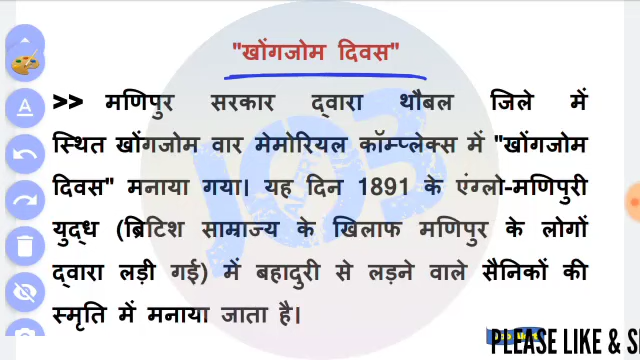 "खोंगजोम दिवस"
>> मणिपुर सरकार द्वारा थौबल जिले में
स्थित खोंगजोम वार मेमोरियल कॉम्प्लेक्स में "खोंगजोम
दिवस" मनाया गया। यह दिन 1891 के एंग्लो-मणिपुरी
युद्ध (ब्रिटिश साम्राज्य के खिलाफ मणिपुर के लोगों
द्वारा लड़ी गई) में बहादुरी से लड़ने वाले सैनिकों की
स्मृति में मनाया जाता है।
JOB
PLEASE LIKE & S